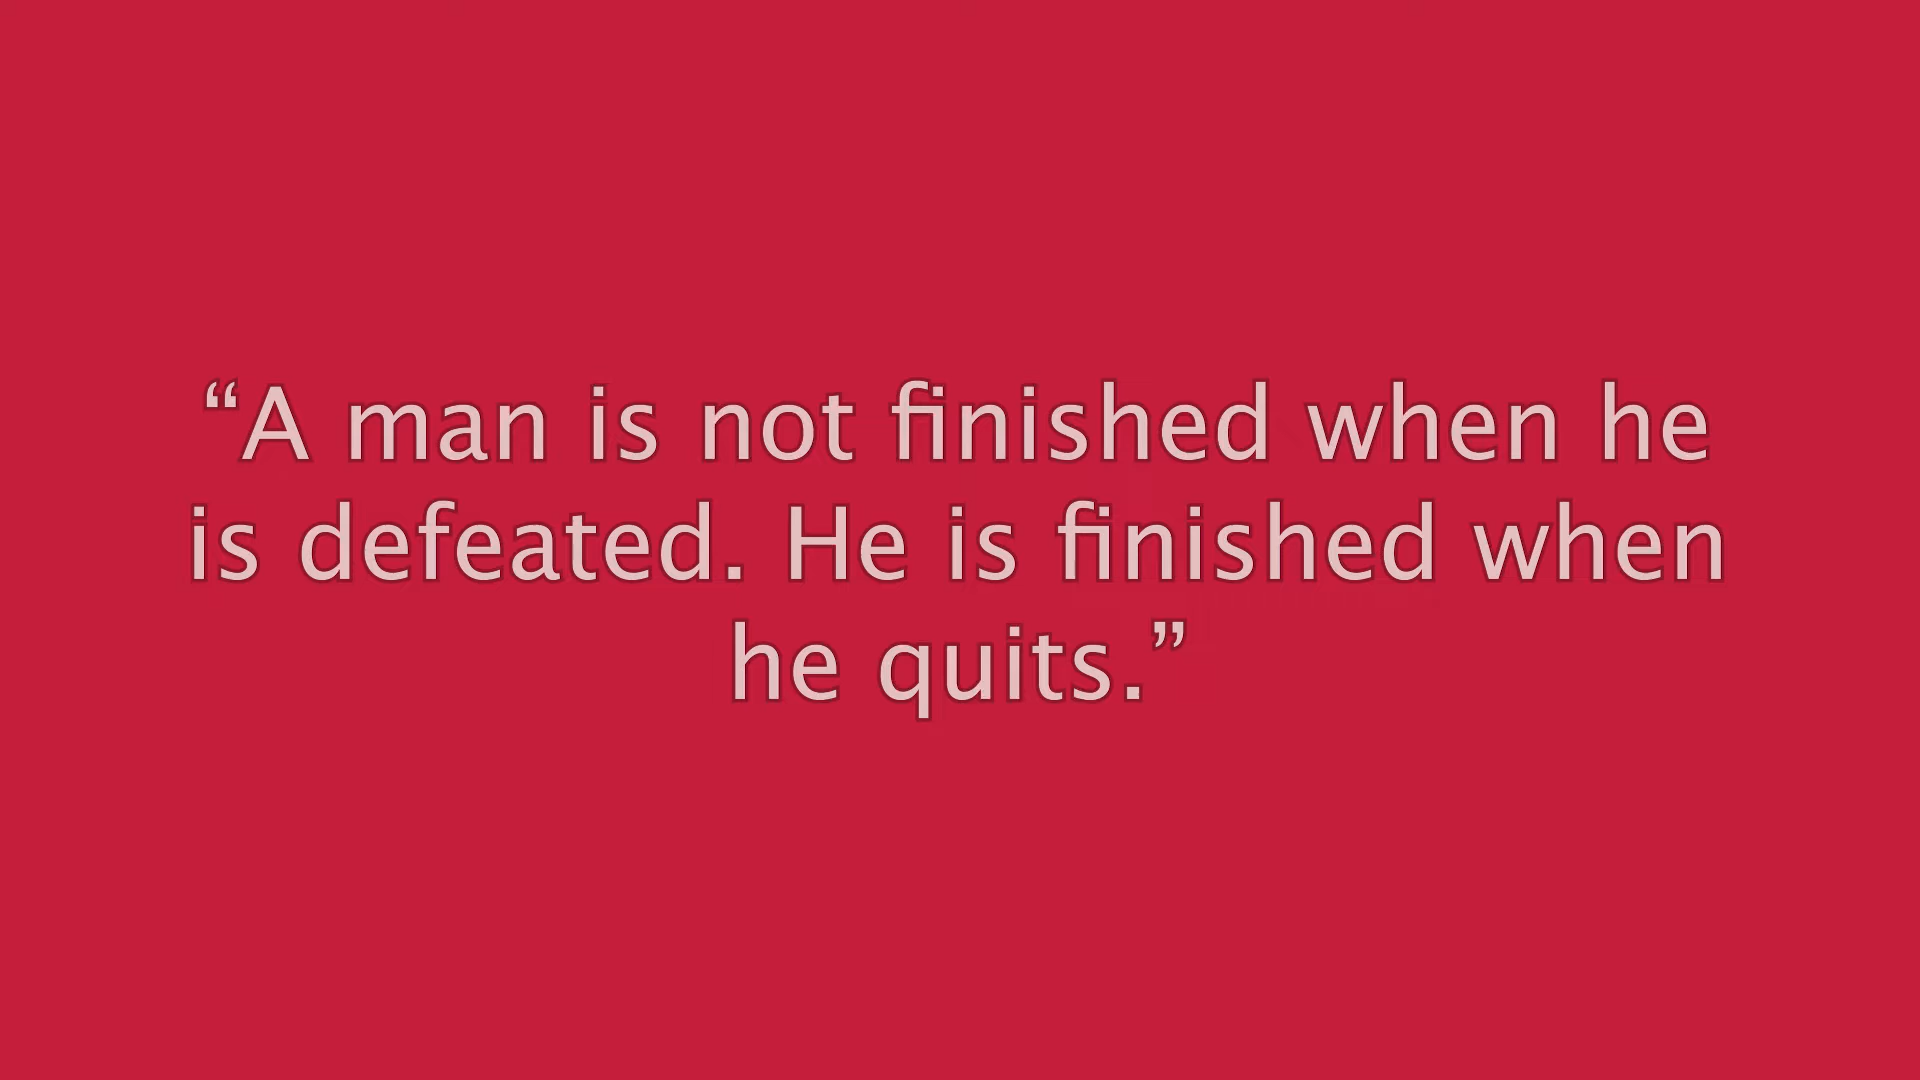 “A man is not finished when he
is defeated. He is finished when
he quits.”